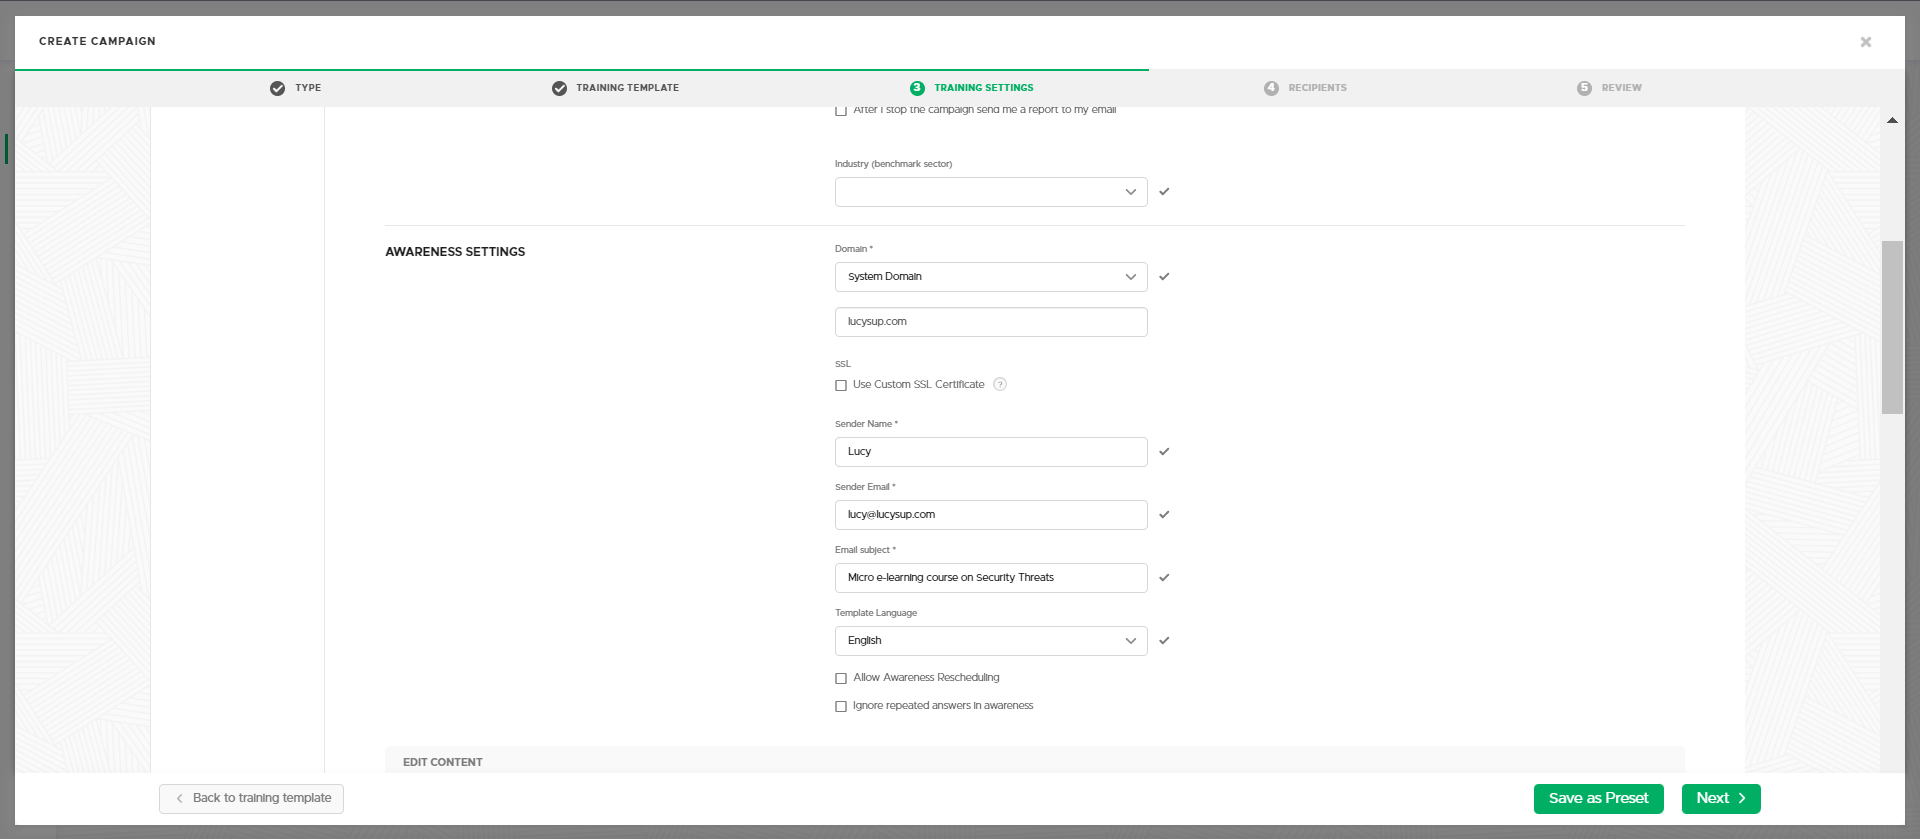 CREATE CAMPAIGN
TYPE
TRAINING TEMPLATE
3 TRAINING SETTINGS
4 RECIPIENTS
5 REVIEW
After I stop the campaign send me a report to my email
Industry (benchmark sector)
AWARENESS SETTINGS
Domain *
System Domain
lucysup.com
SSL
Use Custom SSL Certificate ?
Sender Name *
Lucy
Sender Email *
lucy@lucysup.com
Email subject *
Micro e-learning course on Security Threats
Template Language
English
Allow Awareness Rescheduling
Ignore repeated answers in awareness
EDIT CONTENT
Back to training template
Save as Preset
Next